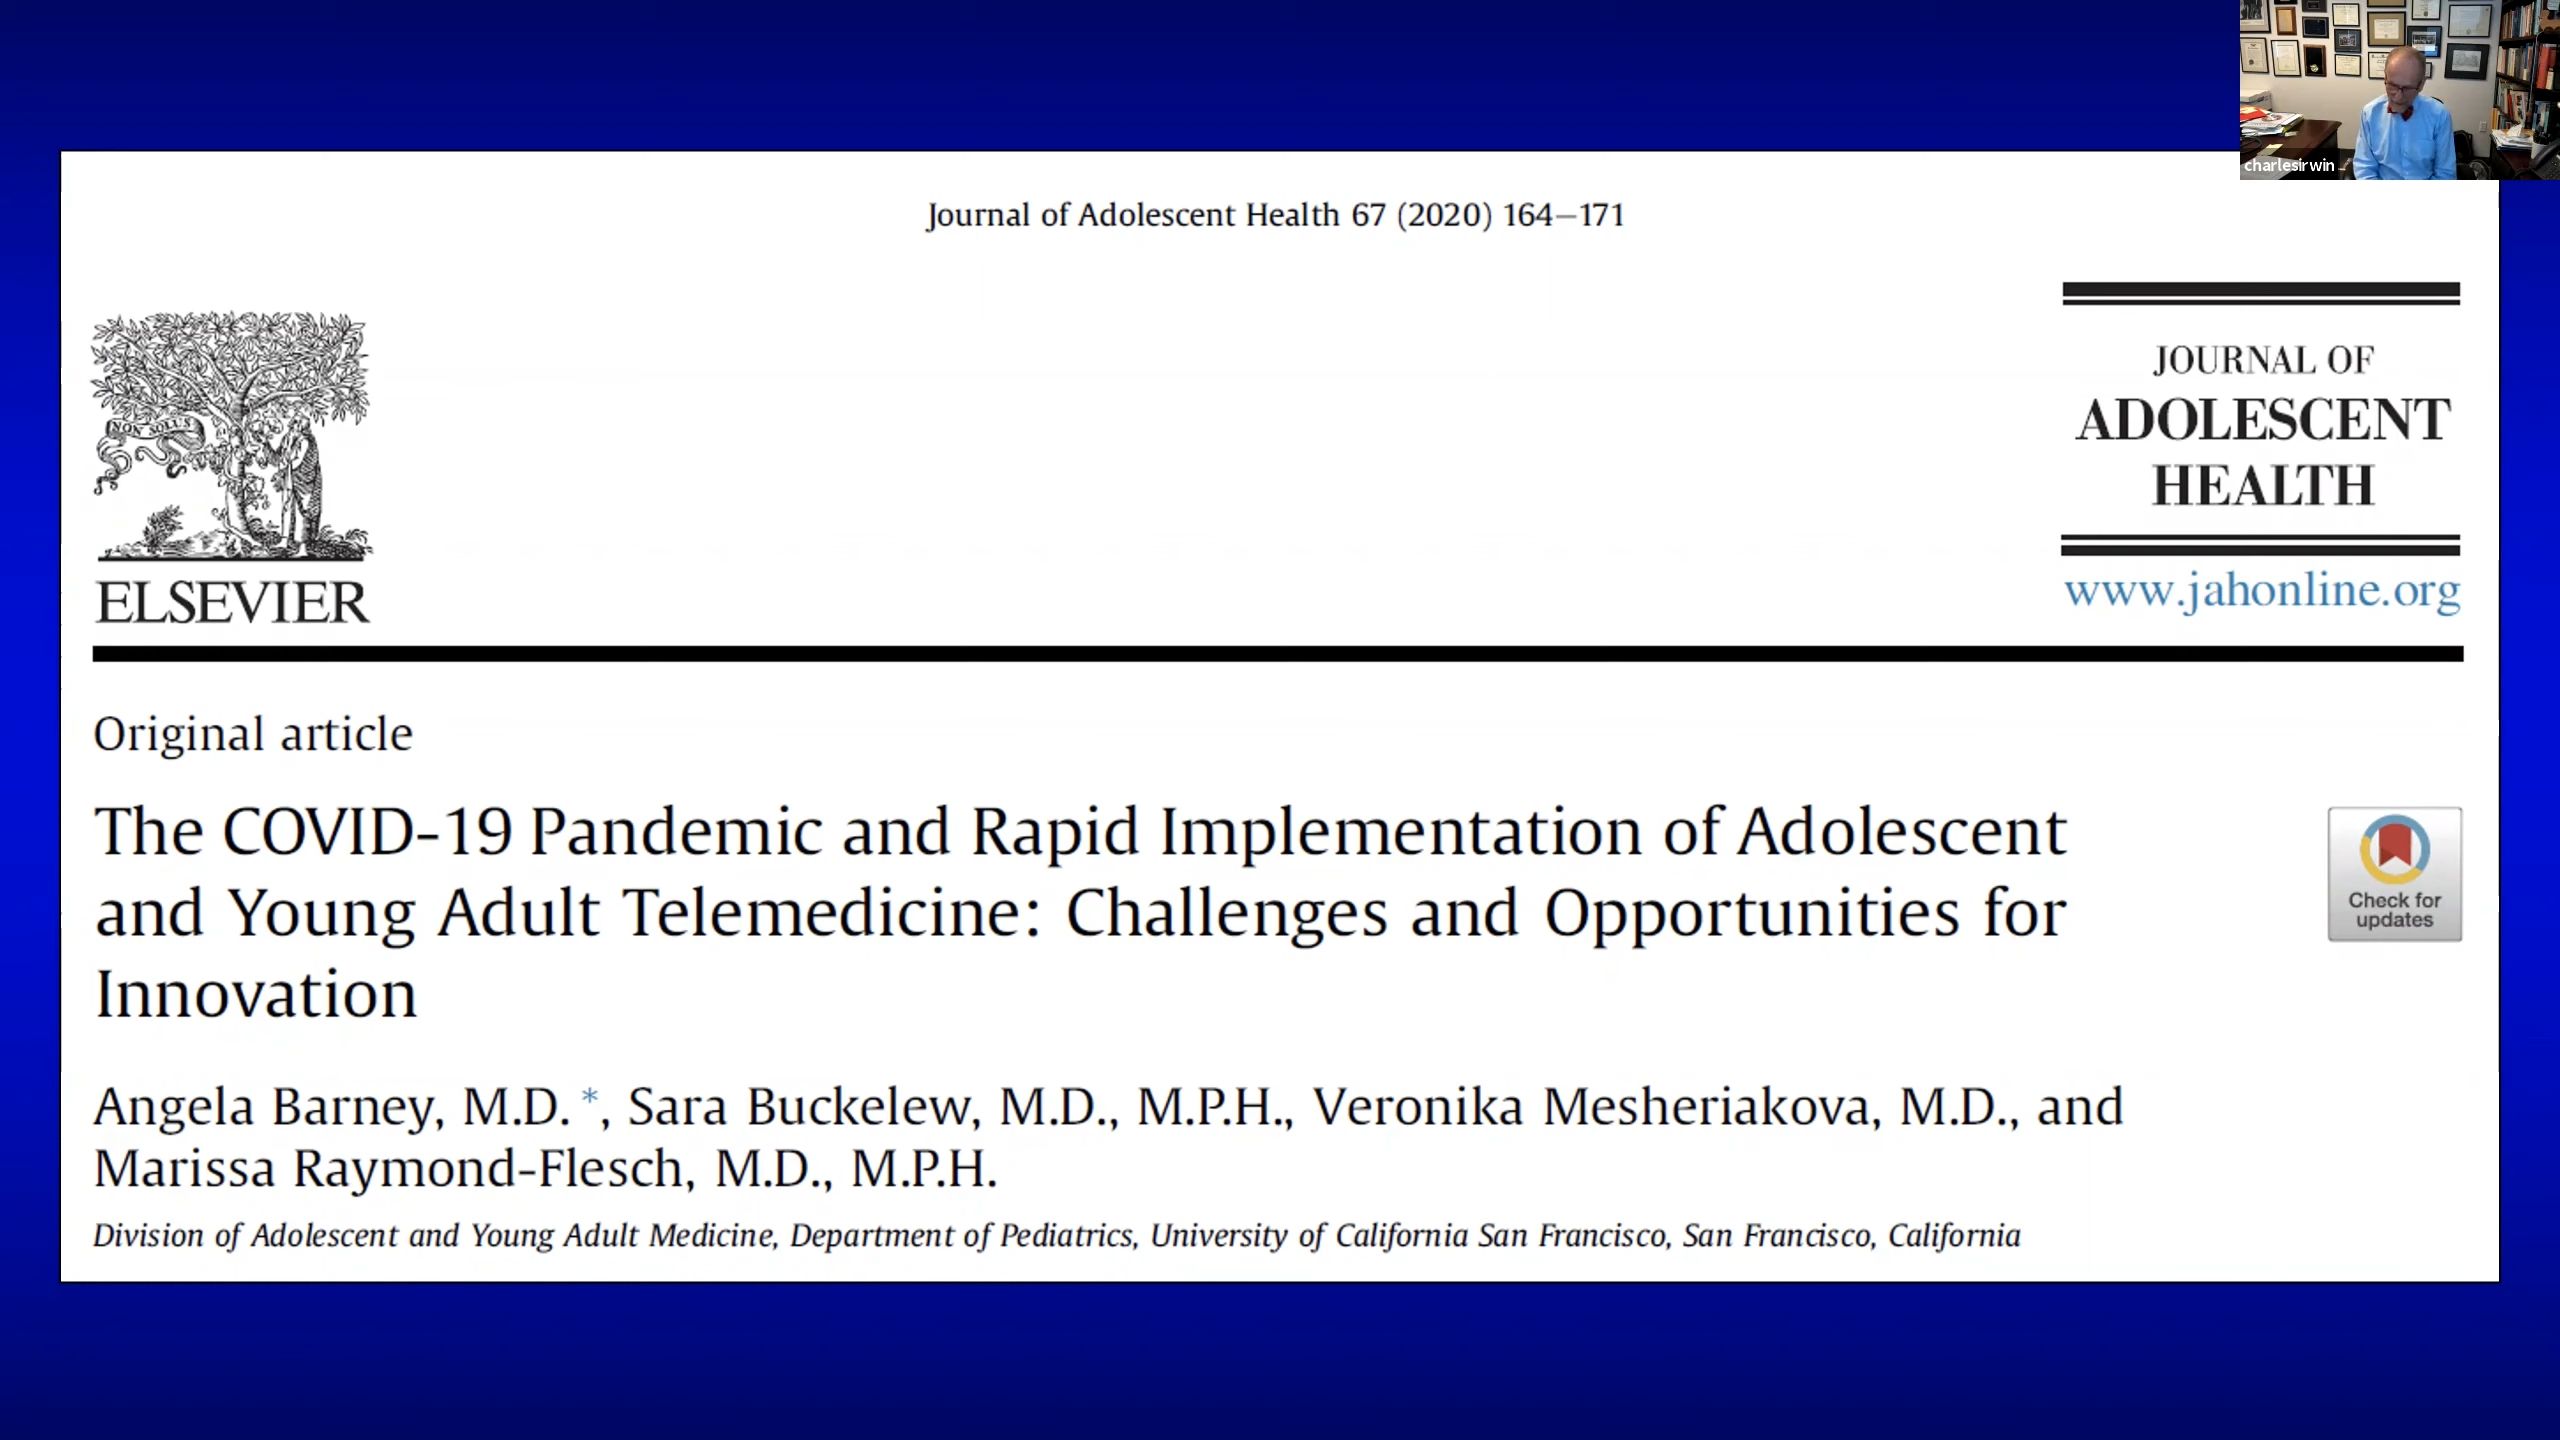 charlesirwin
Journal of Adolescent Health 67 (2020) 164–171
NON SOLUS
ELSEVIER
JOURNAL OF
ADOLESCENT
HEALTH
www.jahonline.org
Original article
The COVID-19 Pandemic and Rapid Implementation of Adolescent
and Young Adult Telemedicine: Challenges and Opportunities for
Innovation
Check for
updates
Angela Barney, M.D. *, Sara Buckelew, M.D., M.P.H., Veronika Mesheriakova, M.D., and
Marissa Raymond-Flesch, M.D., M.P.H.
Division of Adolescent and Young Adult Medicine, Department of Pediatrics, University of California San Francisco, San Francisco, California